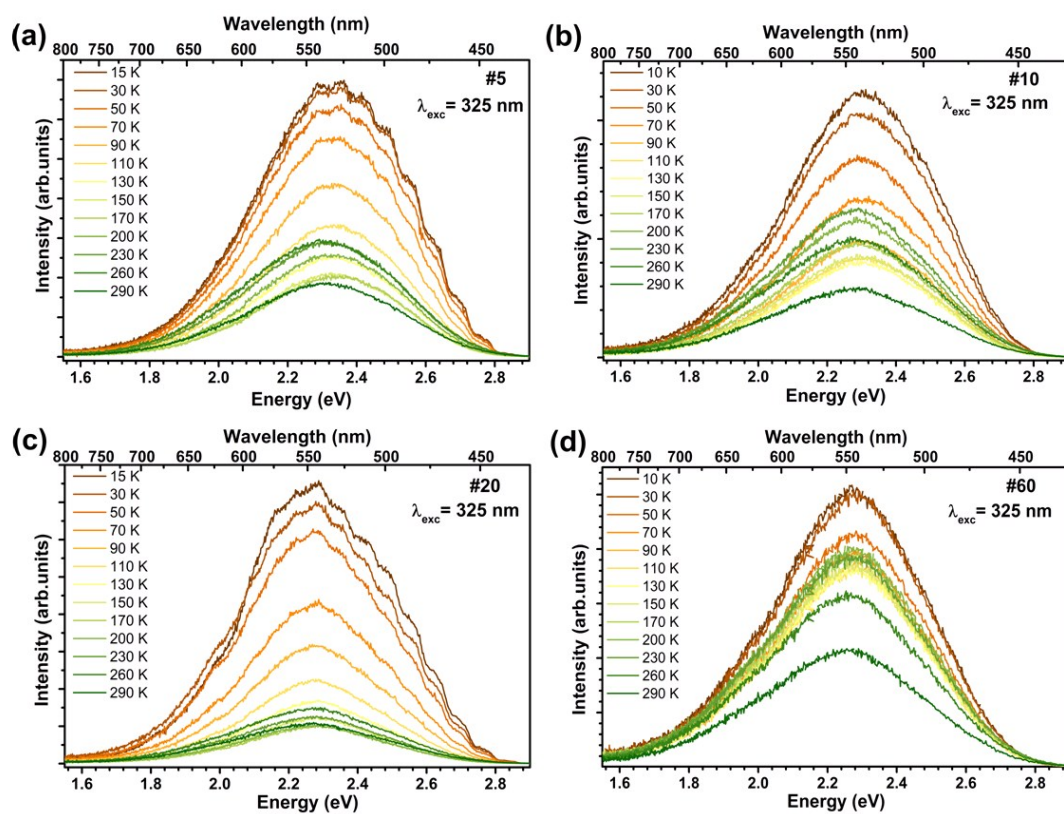 (a)
Wavelength (nm)
800 750 700 650 600 550 500 450
#5
λexc= 325 nm
15 K
30 K
50 K
70 K
90 K
110 K
130 K
150 K
170 K
200 K
230 K
260 K
290 K
Intensity (arb.units)
1.6 1.8 2.0 2.2 2.4 2.6 2.8
Energy (eV)
(b)
Wavelength (nm)
800 750 700 650 600 550 500 450
#10
λexc= 325 nm
10 K
30 K
50 K
70 K
90 K
110 K
130 K
150 K
170 K
200 K
230 K
260 K
290 K
Intensity (arb.units)
1.6 1.8 2.0 2.2 2.4 2.6 2.8
Energy (eV)
(c)
Wavelength (nm)
800 750 700 650 600 550 500 450
#20
λexc= 325 nm
15 K
30 K
50 K
70 K
90 K
110 K
130 K
150 K
170 K
200 K
230 K
260 K
290 K
Intensity (arb.units)
1.6 1.8 2.0 2.2 2.4 2.6 2.8
Energy (eV)
(d)
Wavelength (nm)
800 750 700 650 600 550 500 450
#60
λexc= 325 nm
10 K
30 K
50 K
70 K
90 K
110 K
130 K
150 K
170 K
200 K
230 K
260 K
290 K
Intensity (arb.units)
1.6 1.8 2.0 2.2 2.4 2.6 2.8
Energy (eV)